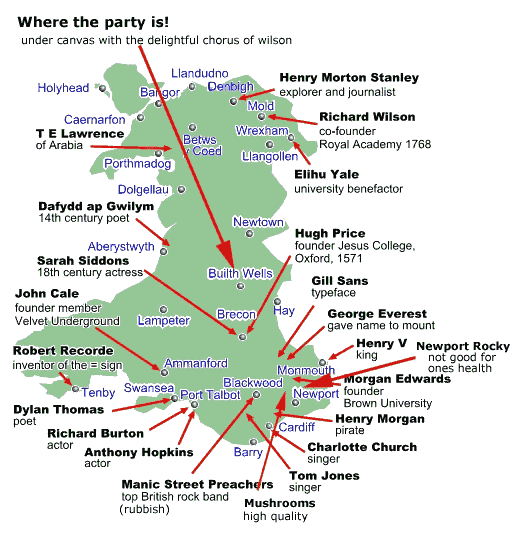 Where the party is!
under canvas with the delightful chorus of wilson
Llandudno
Holyhead
Bangor
Denbigh
Henry Morton Stanley
explorer and journalist
Mold
Caernarfon
Richard Wilson
co-founder
Royal Academy 1768
T E Lawrence
of Arabia
Betws
y Coed
Wrexham
Llangollen
Porthmadog
Elihu Yale
university benefactor
Dolgellau
Dafydd ap Gwilym
14th century poet
Newtown
Hugh Price
founder Jesus College,
Oxford, 1571
Aberystwyth
Sarah Siddons
18th century actress
Builth Wells
Gill Sans
typeface
John Cale
founder member
Velvet Underground
Lampeter
Brecon
Hay
George Everest
gave name to mount
Henry V
king
Newport Rocky
not good for
ones health
Robert Recorde
inventor of the = sign
Ammanford
Monmouth
Morgan Edwards
founder
Brown University
Tenby
Swansea
Port Talbot
Blackwood
Newport
Dylan Thomas
poet
Henry Morgan
pirate
Richard Burton
actor
Cardiff
Anthony Hopkins
actor
Barry
Charlotte Church
singer
Manic Street Preachers
top British rock band
(rubbish)
Tom Jones
singer
Mushrooms
high quality